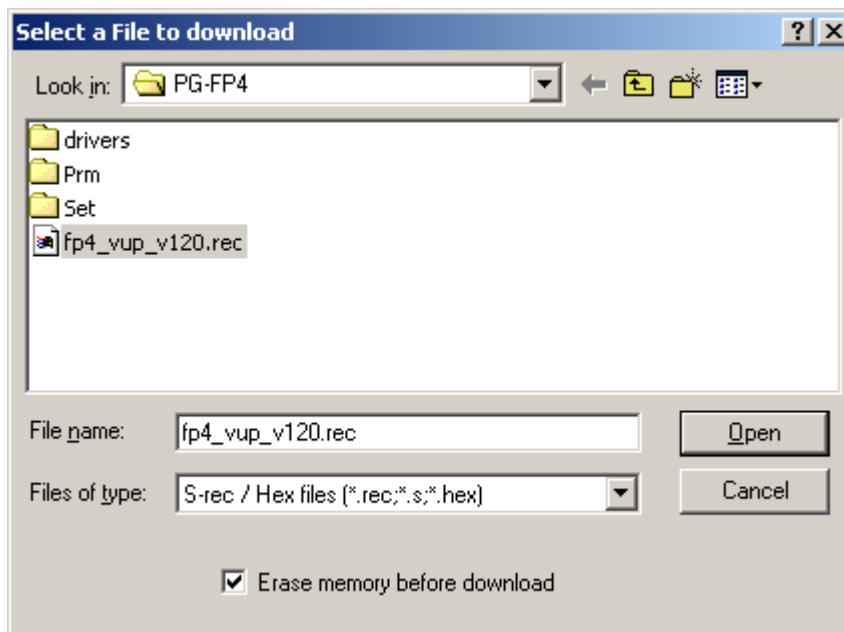 Select a File to download
Look in: PG-FP4
drivers
Prm
Set
fp4_vup_v120.rec
File name: fp4_vup_v120.rec Open
Files of type: S-rec / Hex files (*.rec;*.s;*.hex) Cancel
Erase memory before download